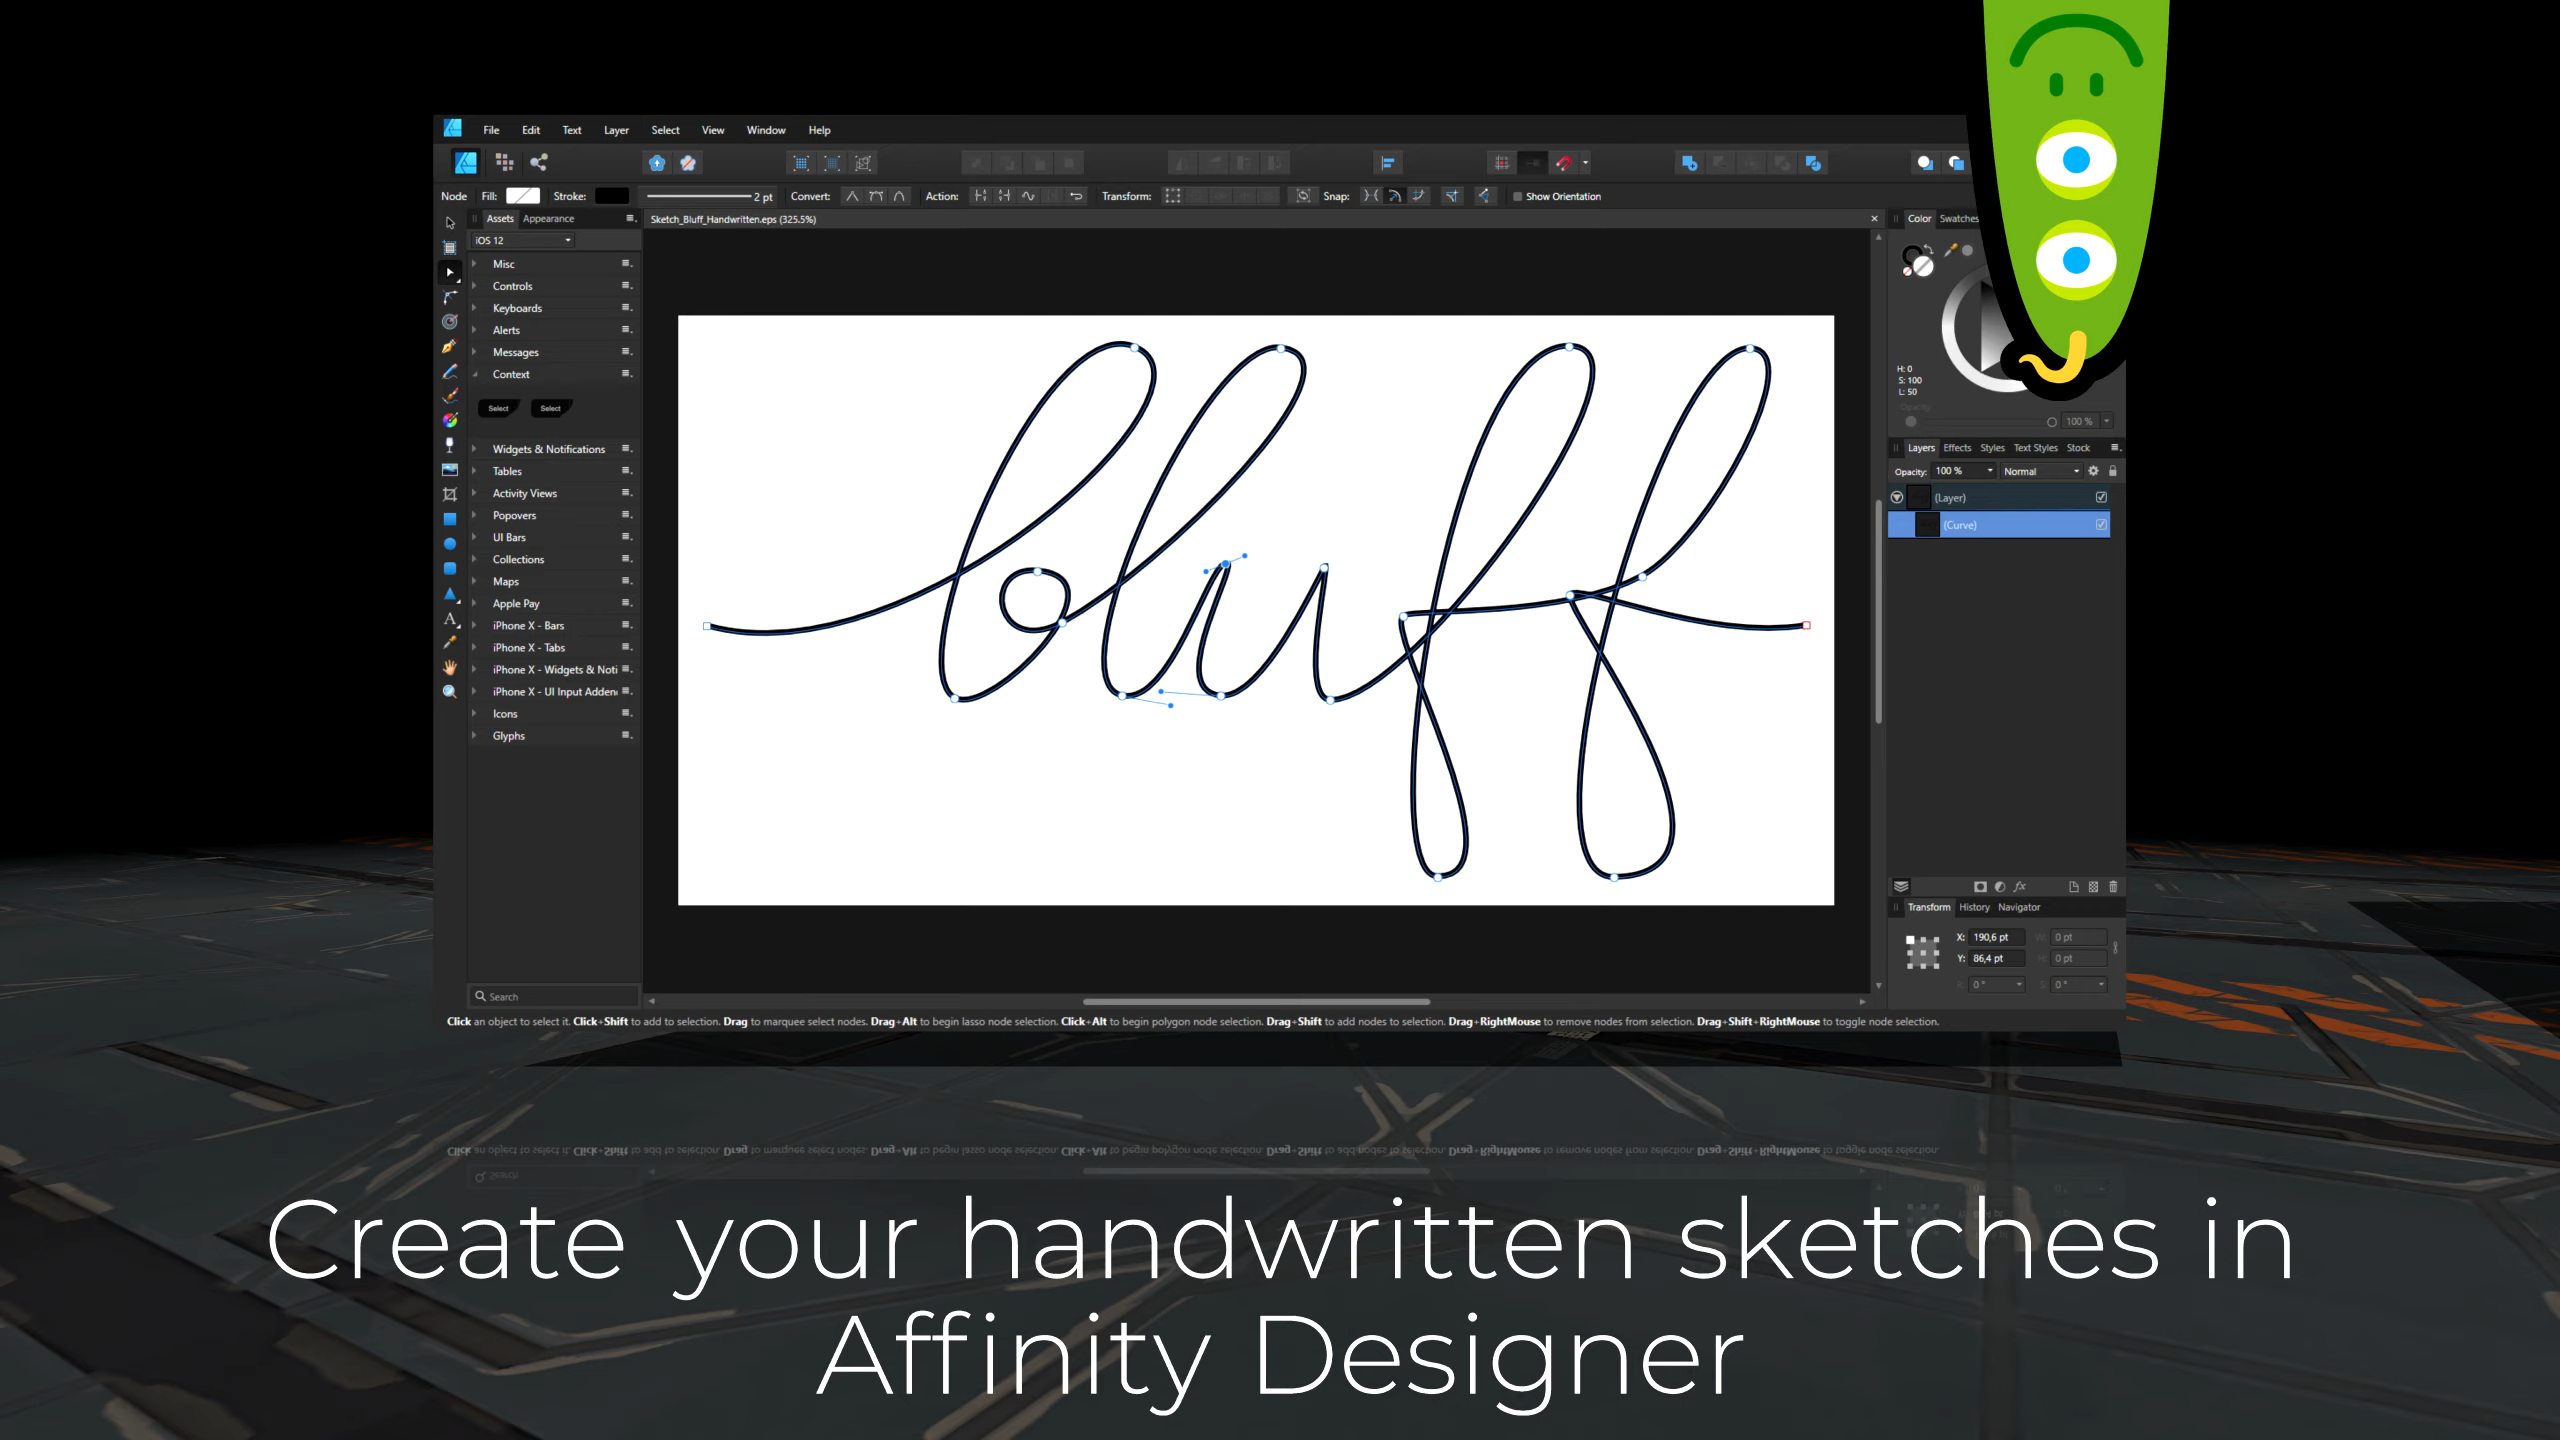 File Edit Text Layer Select View Window Help
Node Fill: Stroke: 2 pt Convert: Action: Transform: Snap: Show Orientation
Assets Appearance
Sketch_Bluff_Handwritten.eps (325.5%)
Color Swatches
iOS 12
Misc
Controls
Keyboards
Alerts
Messages
Context
Select Select
Widgets & Notifications
Tables
Activity Views
Popovers
UI Bars
Collections
Maps
Apple Pay
iPhone X - Bars
iPhone X - Tabs
iPhone X - Widgets & Noti
iPhone X - UI Input Adden
Icons
Glyphs
Search
bluff
H: 0
S: 100
L: 50
Opacity
100 %
Layers Effects Styles Text Styles Stock
Opacity: 100 % Normal
(Layer)
(Curve)
fx
Transform History Navigator
X: 190,6 pt W: 0 pt
Y: 86,4 pt H: 0 pt
R: 0 ° S: 0 °
Click an object to select it. Click+Shift to add to selection. Drag to marquee select nodes. Drag+Alt to begin lasso node selection. Click+Alt to begin polygon node selection. Drag+Shift to add nodes to selection. Drag+RightMouse to remove nodes from selection. Drag+Shift+RightMouse to toggle node selection.
Create your handwritten sketches in
Affinity Designer